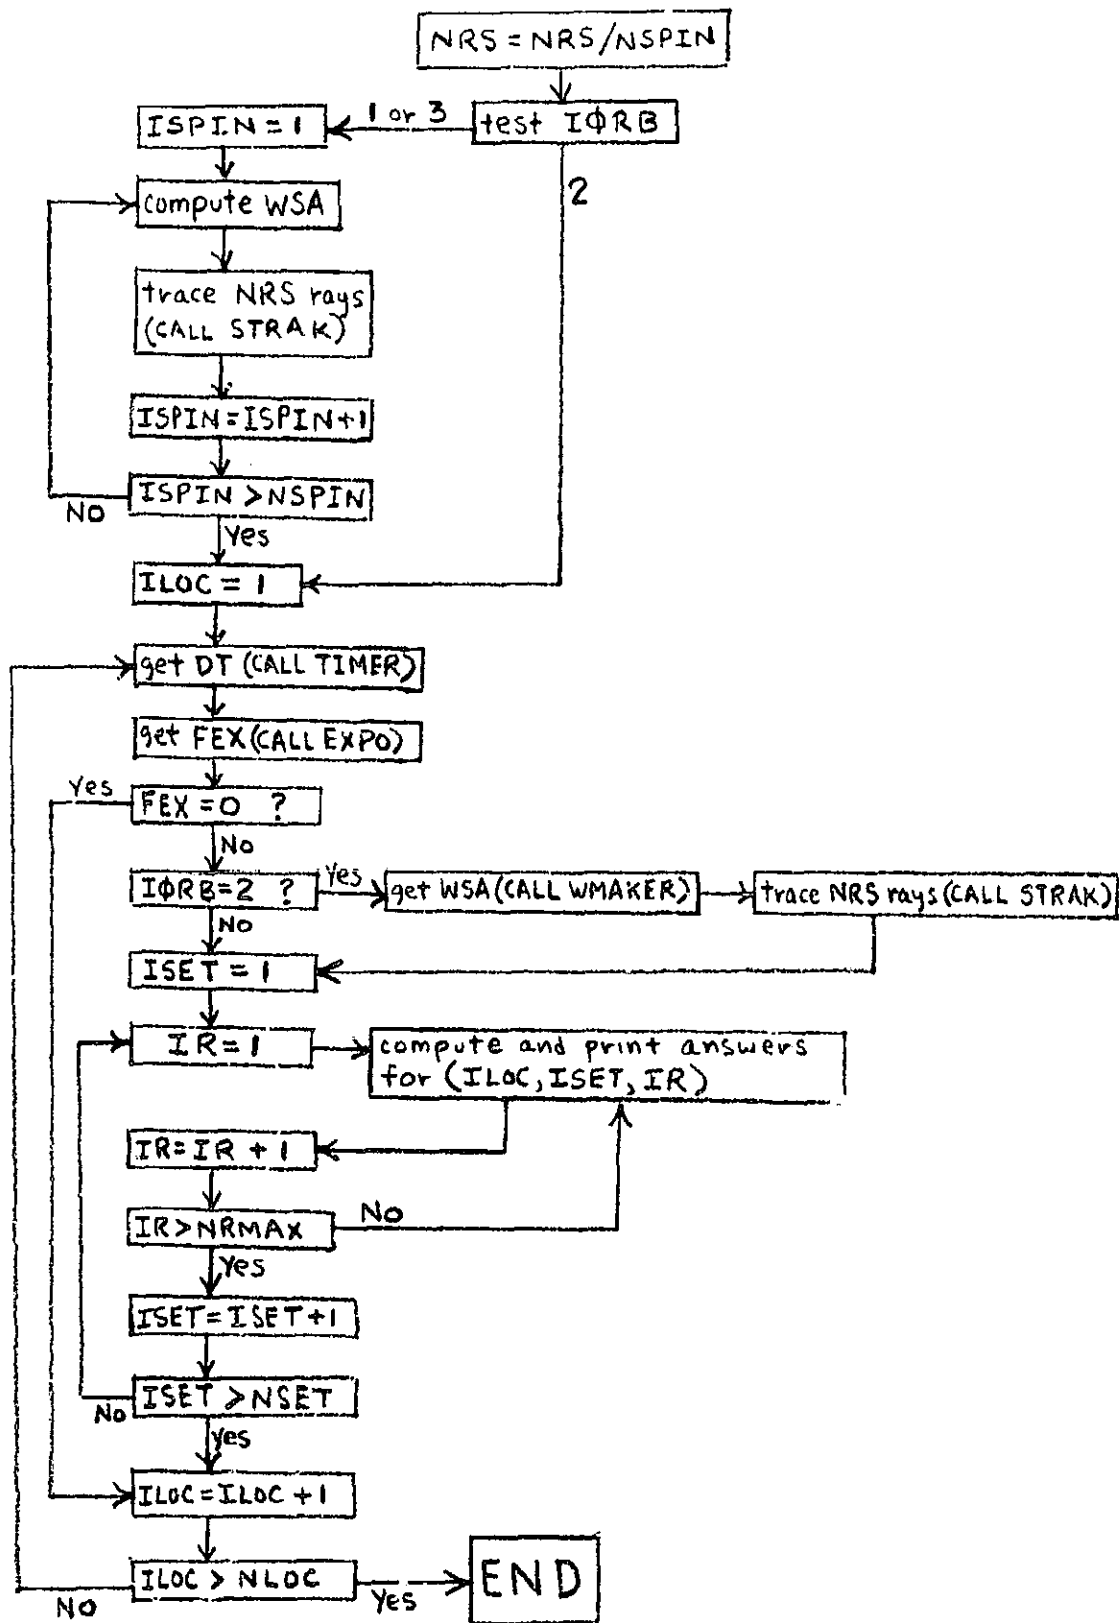 NRS = NRS/NSPIN
test IΦRB
1 or 3
2
ISPIN = 1
compute WSA
trace NRS rays
(CALL STRAK)
ISPIN = ISPIN+1
ISPIN > NSPIN
NO
Yes
ILOC = 1
get DT (CALL TIMER)
get FEX (CALL EXPO)
FEX = 0 ?
Yes
NO
IΦRB=2 ?
Yes
get WSA (CALL WMAKER)
trace NRS rays (CALL STRAK)
NO
ISET = 1
IR = 1
compute and print answers
for (ILOC, ISET, IR)
IR = IR + 1
IR > NRMAX
NO
Yes
ISET = ISET +1
ISET > NSET
NO
Yes
ILOC = ILOC + 1
ILOC > NLOC
NO
Yes
END